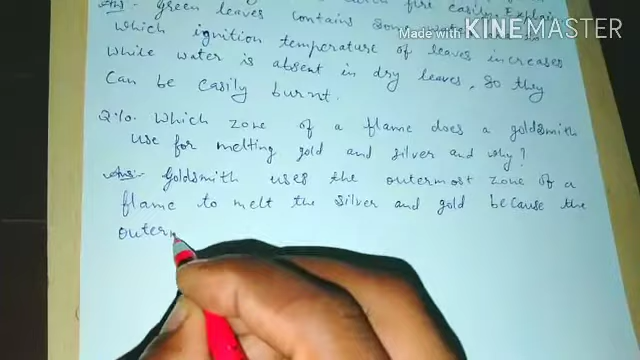 fire easily. Explai
Ans:- Green leaves contains some
Made with KINEMASTER
which ignition temperature of leaves increases
while water is absent in dry leaves, so they
can be easily burnt.
Q%10. Which zone of a flame does a goldsmith
use for melting gold and silver and why?
Ans:- Goldsmith uses the outermost zone of a
flame to melt the silver and gold because the
outerm